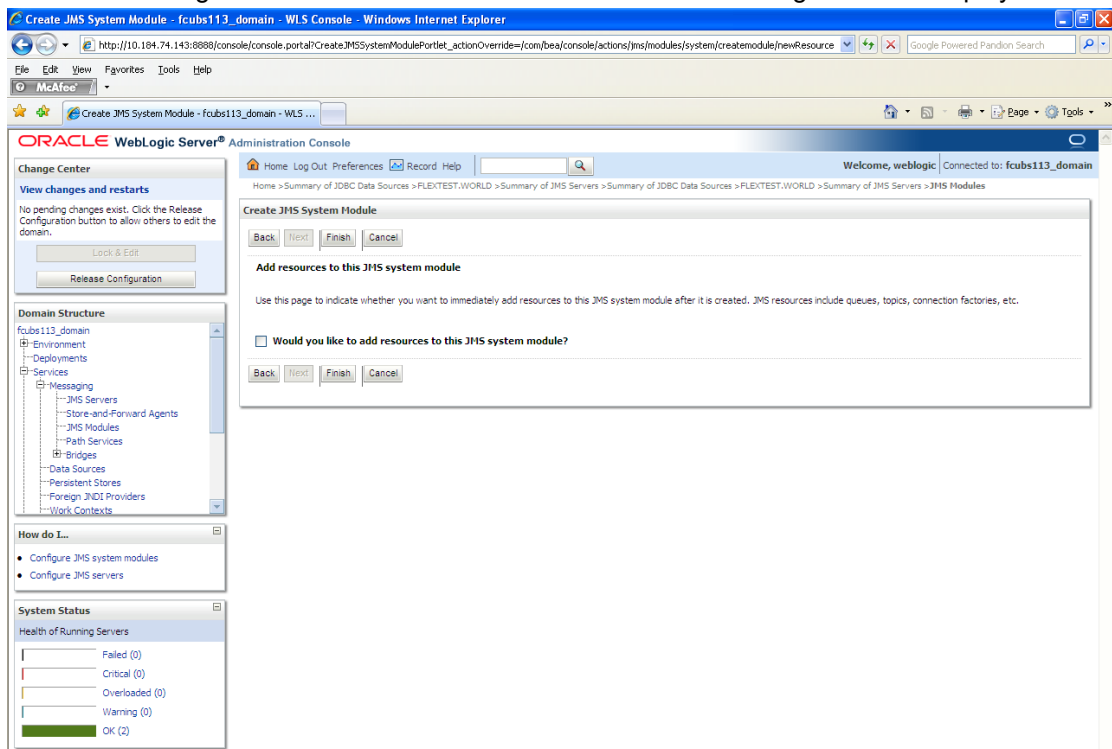 Create JMS System Module - fcubs113_domain - WLS Console - Windows Internet Explorer
http://10.184.74.143:8888/console/console.portal?CreateJMSSystemModulePortlet_actionOverride=/com/bea/console/actions/jms/modules/system/createmodule/newResource
Google Powered Pandion Search
File Edit View Favorites Tools Help
McAfee
Create JMS System Module - fcubs113_domain - WLS ...
Page Tools »
ORACLE WebLogic Server® Administration Console
Change Center
View changes and restarts
No pending changes exist. Click the Release
Configuration button to allow others to edit the
domain.
Lock & Edit
Release Configuration
Domain Structure
fcubs113_domain
Environment
Deployments
Services
Messaging
JMS Servers
Store-and-Forward Agents
JMS Modules
Path Services
Bridges
Data Sources
Persistent Stores
Foreign JNDI Providers
Work Contexts
How do I...
Configure JMS system modules
Configure JMS servers
System Status
Health of Running Servers
Failed (0)
Critical (0)
Overloaded (0)
Warning (0)
OK (2)
Home Log Out Preferences Record Help
Welcome, weblogic Connected to: fcubs113_domain
Home >Summary of JDBC Data Sources >FLEXTEST.WORLD >Summary of JMS Servers >Summary of JDBC Data Sources >FLEXTEST.WORLD >Summary of JMS Servers >JMS Modules
Create JMS System Module
Back Next Finish Cancel
Add resources to this JMS system module
Use this page to indicate whether you want to immediately add resources to this JMS system module after it is created. JMS resources include queues, topics, connection factories, etc.
Would you like to add resources to this JMS system module?
Back Next Finish Cancel